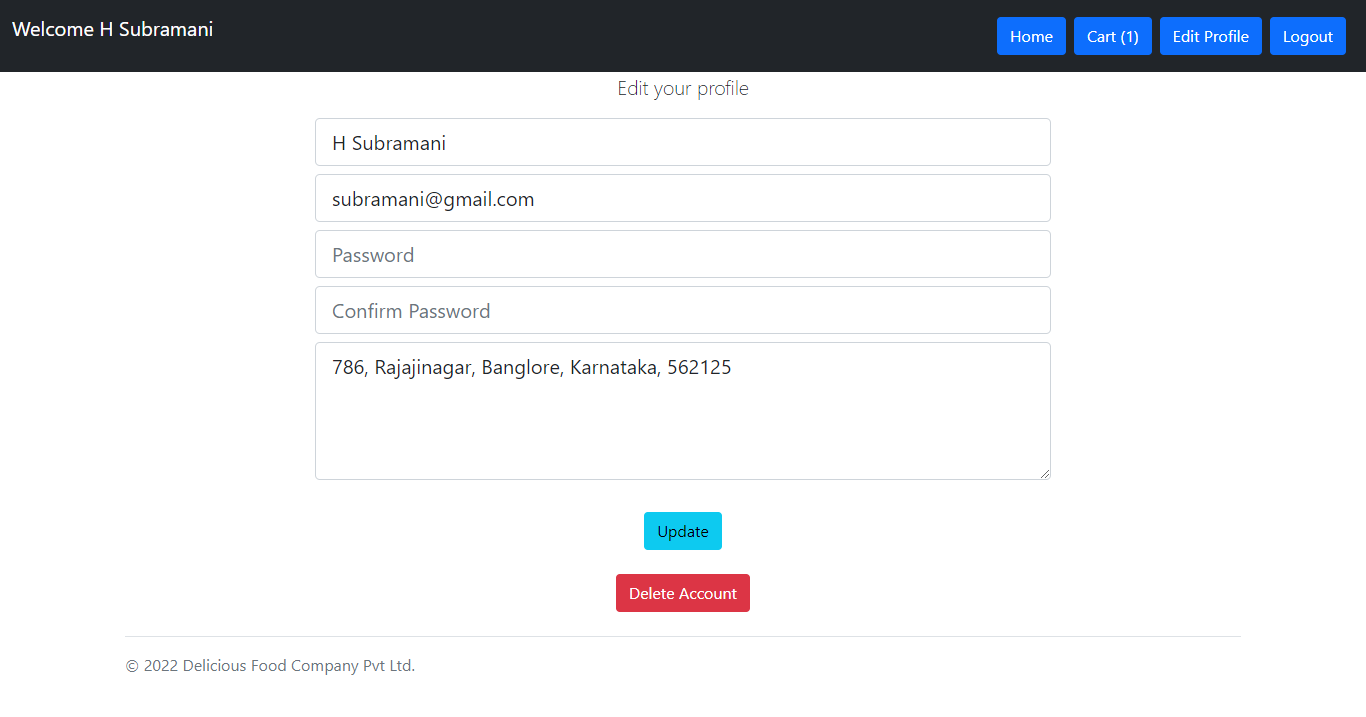 Welcome H Subramani
Home
Cart (1)
Edit Profile
Logout
Edit your profile
H Subramani
subramani@gmail.com
Password
Confirm Password
786, Rajajinagar, Banglore, Karnataka, 562125
Update
Delete Account
© 2022 Delicious Food Company Pvt Ltd.